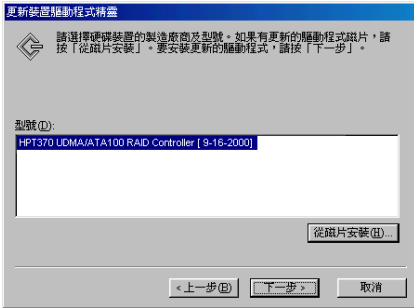 更新裝置驅動程式精靈
請選擇硬碟裝置的製造廠商及型號。如果有更新的驅動程式磁片，請
按「從磁片安裝」。要安裝更新的驅動程式，請按「下一步」。
型號(D):
HPT370 UDMA/ATA100 RAID Controller [ 9-16-2000]
從磁片安裝(H)...
<上一步(B)
下一步 >
取消